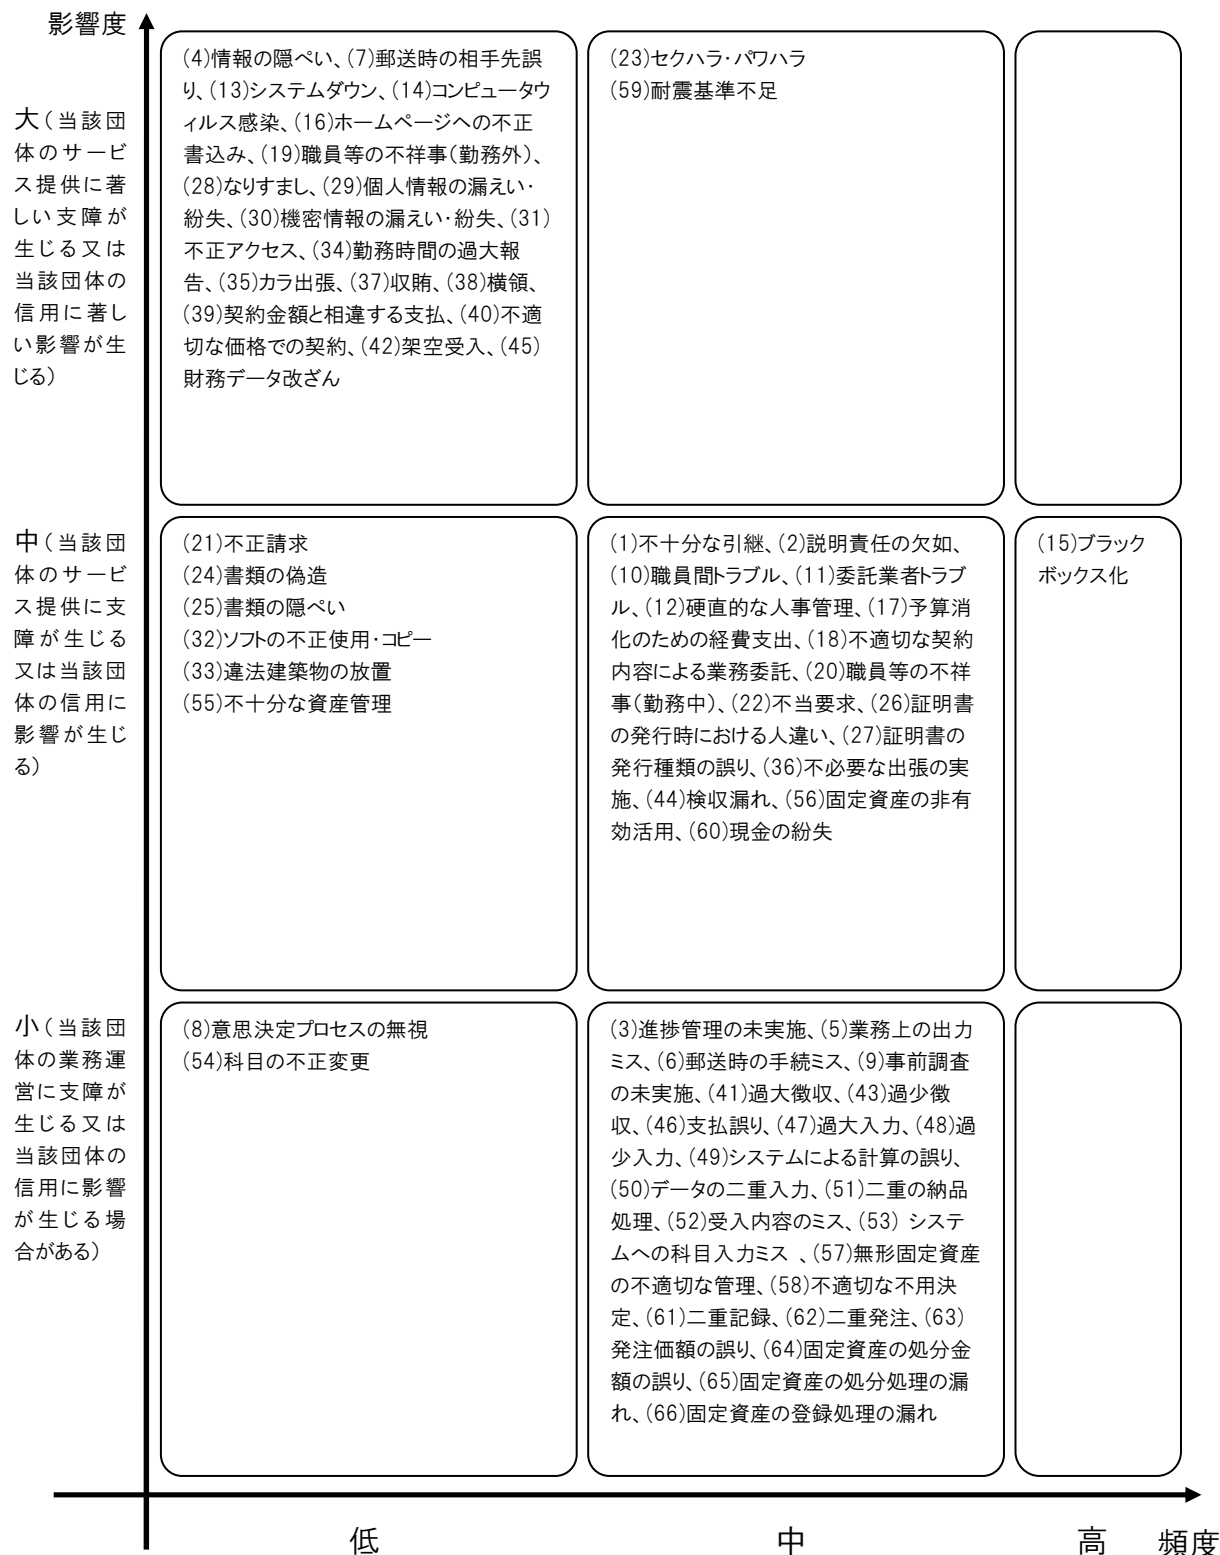 影響度
大(当該団
体のサービ
ス提供に著
しい支障が
生じる又は
当該団体の
信用に著し
い影響が生
じる)
(4)情報の隠ぺい、(7)郵送時の相手先誤
り、(13)システムダウン、(14)コンピュータウ
ィルス感染、(16)ホームページへの不正
書込み、(19)職員等の不祥事(勤務外)、
(28)なりすまし、(29)個人情報の漏えい・
紛失、(30)機密情報の漏えい・紛失、(31)
不正アクセス、(34)勤務時間の過大報
告、(35)カラ出張、(37)収賄、(38)横領、
(39)契約金額と相違する支払、(40)不適
切な価格での契約、(42)架空受入、(45)
財務データ改ざん
(23)セクハラ・パワハラ
(59)耐震基準不足
中(当該団
体のサービ
ス提供に支
障が生じる
又は当該団
体の信用に
影響が生じ
る)
(21)不正請求
(24)書類の偽造
(25)書類の隠ぺい
(32)ソフトの不正使用・コピー
(33)違法建築物の放置
(55)不十分な資産管理
(1)不十分な引継、(2)説明責任の欠如、
(10)職員間トラブル、(11)委託業者トラブ
ル、(12)硬直的な人事管理、(17)予算消
化のための経費支出、(18)不適切な契約
内容による業務委託、(20)職員等の不祥
事(勤務中)、(22)不当要求、(26)証明書
の発行時における人違い、(27)証明書の
発行種類の誤り、(36)不必要な出張の実
施、(44)検収漏れ、(56)固定資産の非有
効活用、(60)現金の紛失
(15)ブラック
ボックス化
小(当該団
体の業務運
営に支障が
生じる又は
当該団体の
信用に影響
が生じる場
合がある)
(8)意思決定プロセスの無視
(54)科目の不正変更
(3)進捗管理の未実施、(5)業務上の出力
ミス、(6)郵送時の手続ミス、(9)事前調査
の未実施、(41)過大徴収、(43)過少徴
収、(46)支払誤り、(47)過大入力、(48)過
少入力、(49)システムによる計算の誤り、
(50)データの二重入力、(51)二重の納品
処理、(52)受入内容のミス、(53) システ
ムへの科目入力ミス 、(57)無形固定資産
の不適切な管理、(58)不適切な不用決
定、(61)二重記録、(62)二重発注、(63)
発注価額の誤り、(64)固定資産の処分金
額の誤り、(65)固定資産の処分処理の漏
れ、(66)固定資産の登録処理の漏れ
低 中 高 頻度